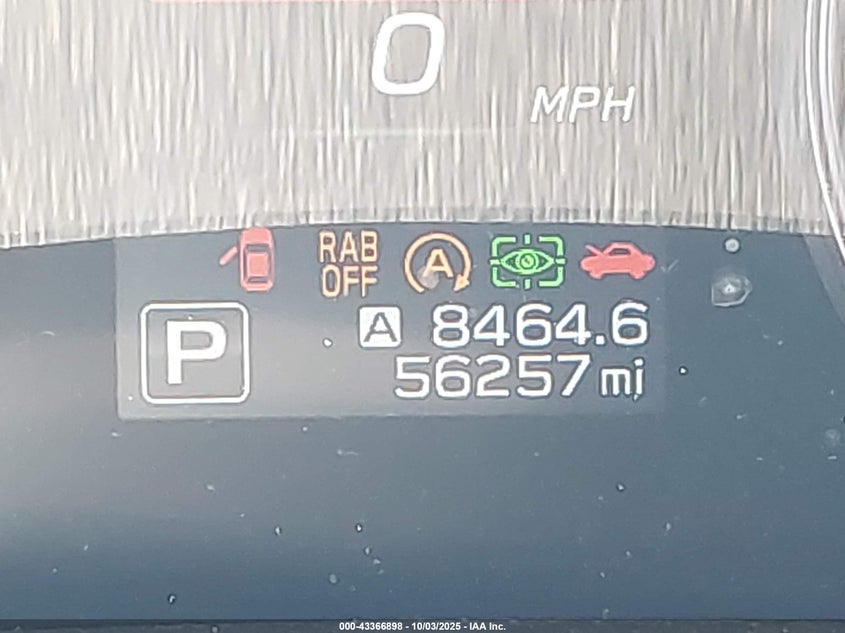 0
MPH
RAB
OFF
A
P
A 8464.6
56257 mi
000-43366898 - 10/03/2025 - IAA Inc.